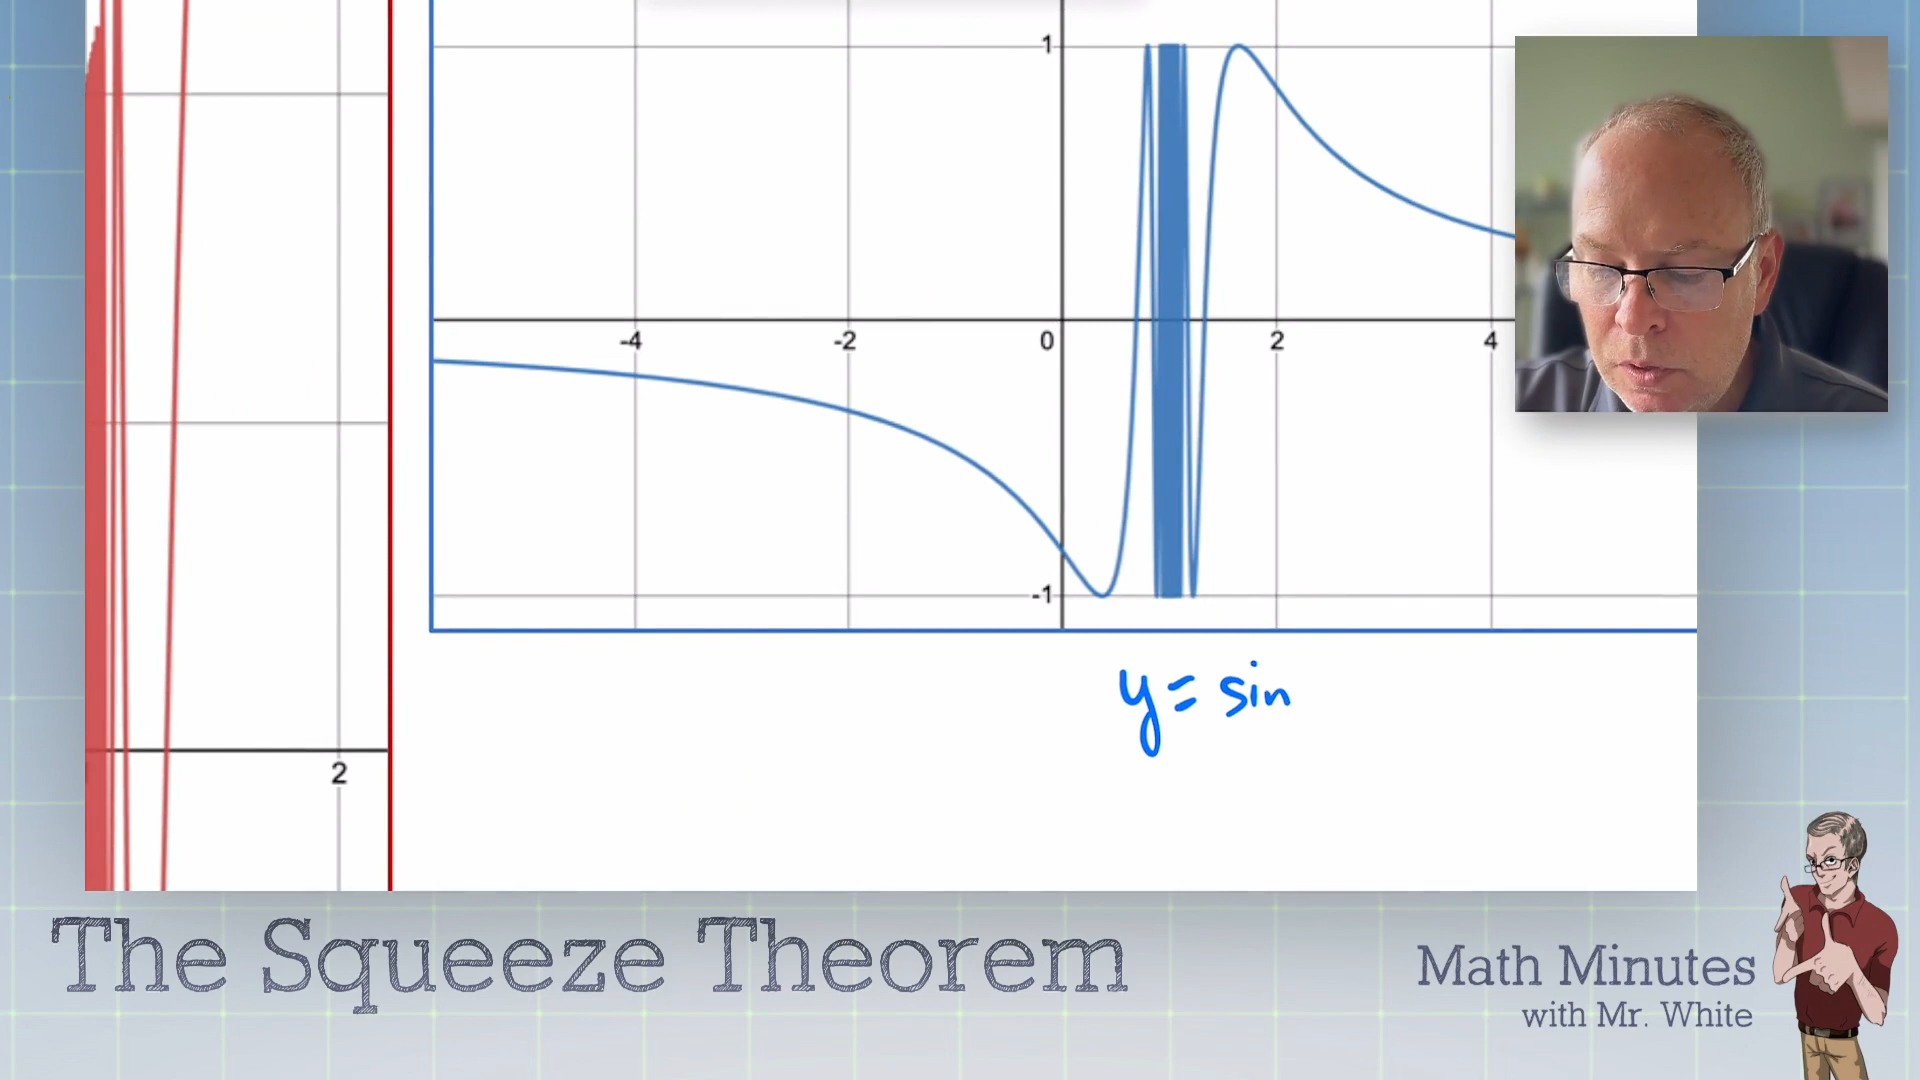 1
-4 -2 0 2 4
-1
y = sin
2
The Squeeze Theorem
Math Minutes
with Mr. White